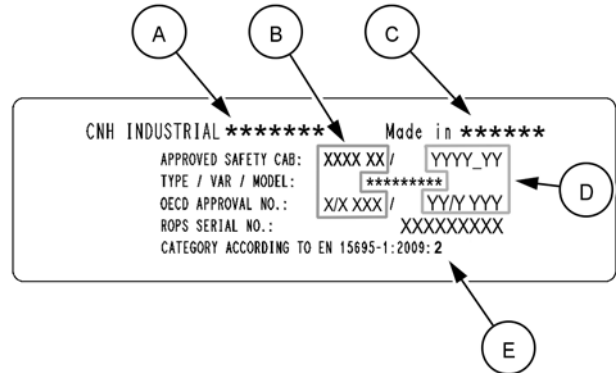 A B C
CNH INDUSTRIAL ******* Made in ******
APPROVED SAFETY CAB: XXXX XX / YYYY_YY
TYPE / VAR / MODEL: *********
D
OECD APPROVAL NO.: X/X XXX / YY/Y YYY
ROPS SERIAL NO.: XXXXXXXXX
CATEGORY ACCORDING TO EN 15695-1:2009: 2
E